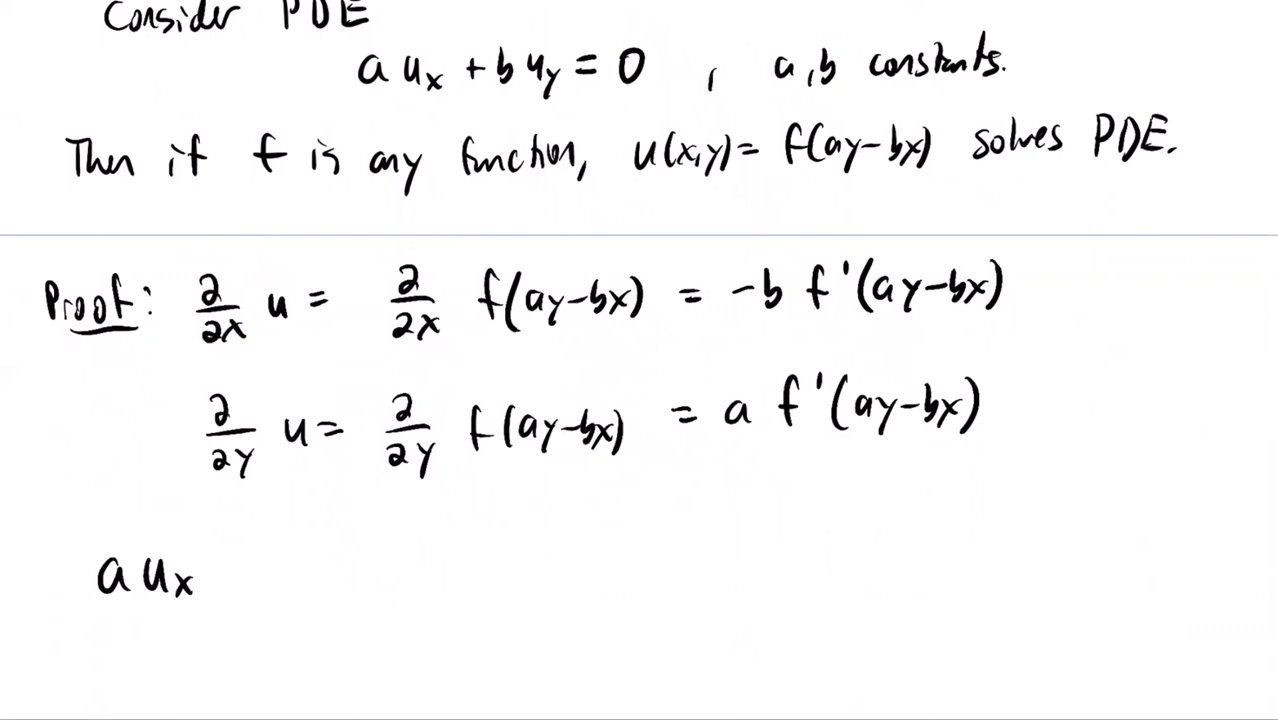 Consider PDE
a u_x + b u_y = 0 , a, b constants.
Then if f is any function, u(x,y) = f(ay-bx) solves PDE.
Proof: ∂/∂x u = ∂/∂x f(ay-bx) = -b f'(ay-bx)
∂/∂y u = ∂/∂y f(ay-bx) = a f'(ay-bx)
a u_x